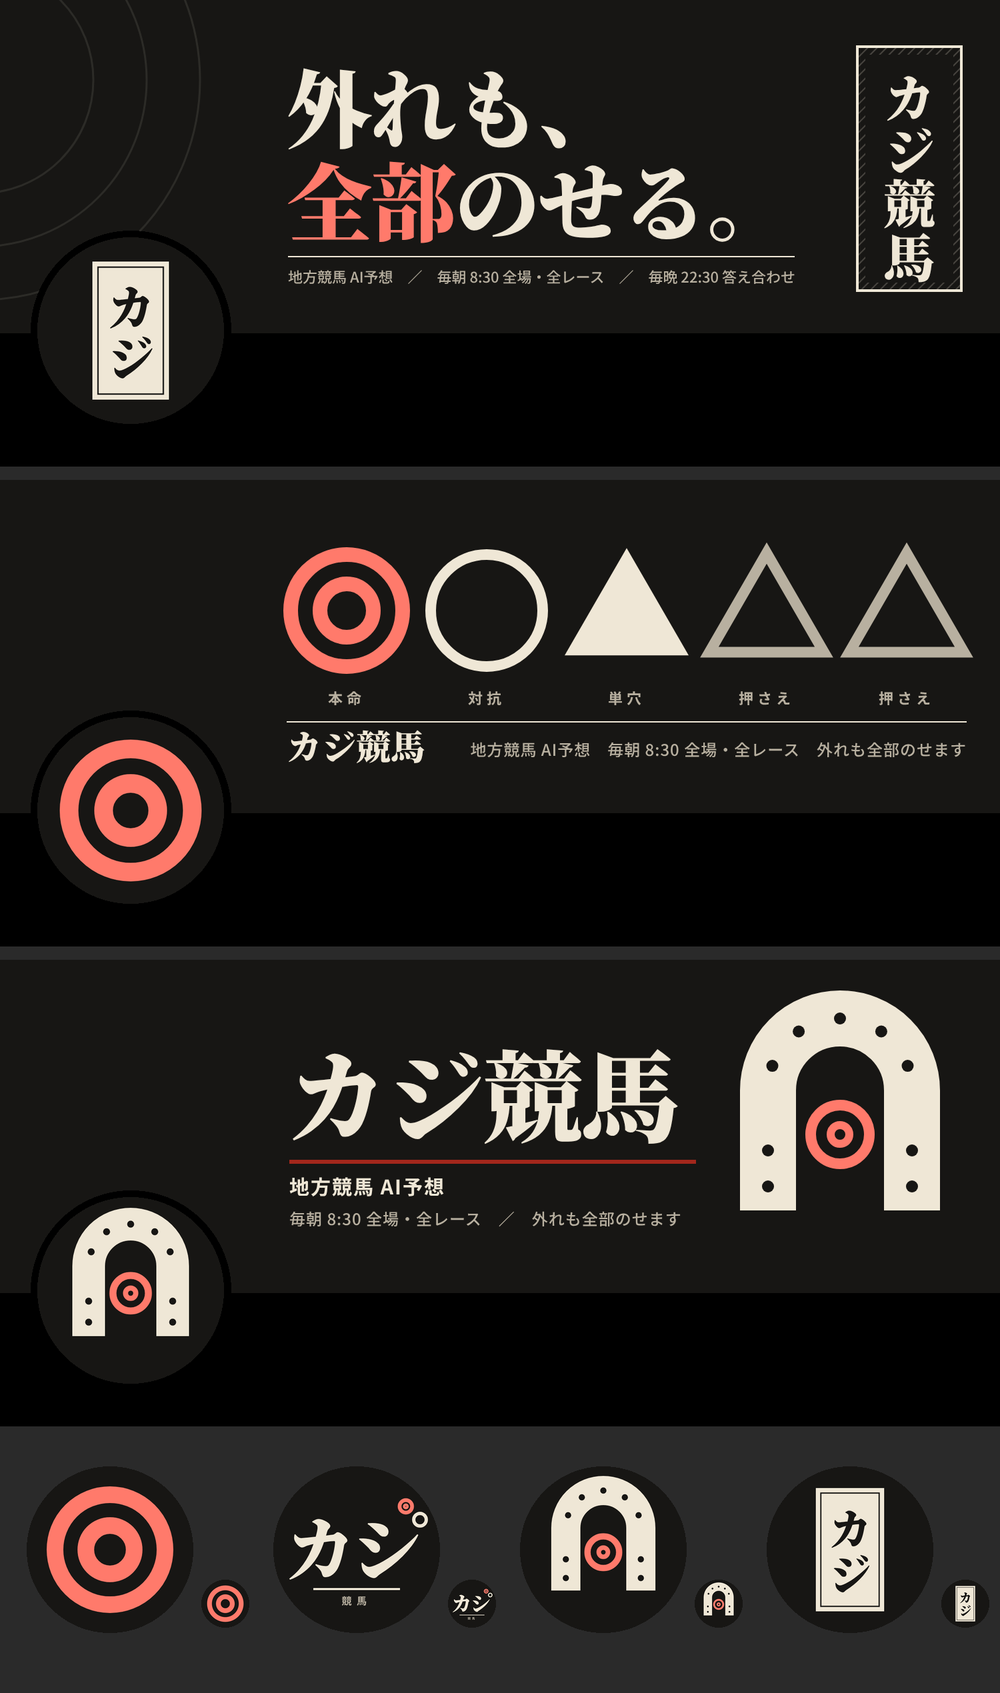 外れも、
全部のせる。
地方競馬 AI予想 ／ 毎朝 8:30 全場・全レース ／ 毎晩 22:30 答え合わせ
カジ競馬
カジ
本命
対抗
単穴
押さえ
押さえ
カジ競馬
地方競馬 AI予想 毎朝 8:30 全場・全レース 外れも全部のせます
カジ競馬
地方競馬 AI予想
毎朝 8:30 全場・全レース ／ 外れも全部のせます
カジ
競馬
カジ
カジ
カジ